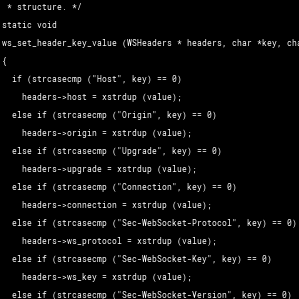 * structure. */
static void
ws_set_header_key_value (WSHeaders * headers, char *key, cha
{
if (strcasecmp ("Host", key) == 0)
headers->host = xstrdup (value);
else if (strcasecmp ("Origin", key) == 0)
headers->origin = xstrdup (value);
else if (strcasecmp ("Upgrade", key) == 0)
headers->upgrade = xstrdup (value);
else if (strcasecmp ("Connection", key) == 0)
headers->connection = xstrdup (value);
else if (strcasecmp ("Sec-WebSocket-Protocol", key) == 0)
headers->ws_protocol = xstrdup (value);
else if (strcasecmp ("Sec-WebSocket-Key", key) == 0)
headers->ws_key = xstrdup (value);
else if (strcasecmp ("Sec-WebSocket-Version", key) == 0)